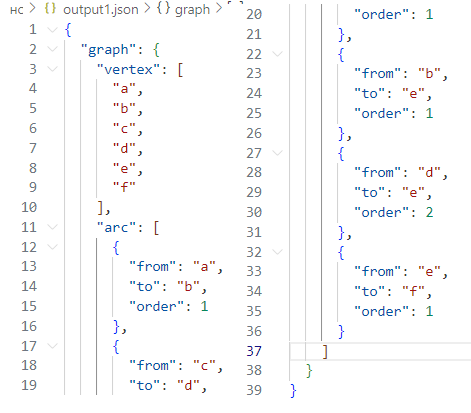 HC > {} output1.json > {} graph >
1 {
2 "graph": {
3 "vertex": [
4 "a",
5 "b",
6 "c",
7 "d",
8 "e",
9 "f"
10 ],
11 "arc": [
12 {
13 "from": "a",
14 "to": "b",
15 "order": 1
16 },
17 {
18 "from": "c",
19 "to": "d",
20 "order": 1
21 },
22 {
23 "from": "b",
24 "to": "e",
25 "order": 1
26 },
27 {
28 "from": "d",
29 "to": "e",
30 "order": 2
31 },
32 {
33 "from": "e",
34 "to": "f",
35 "order": 1
36 }
37 ]
38 }
39 }